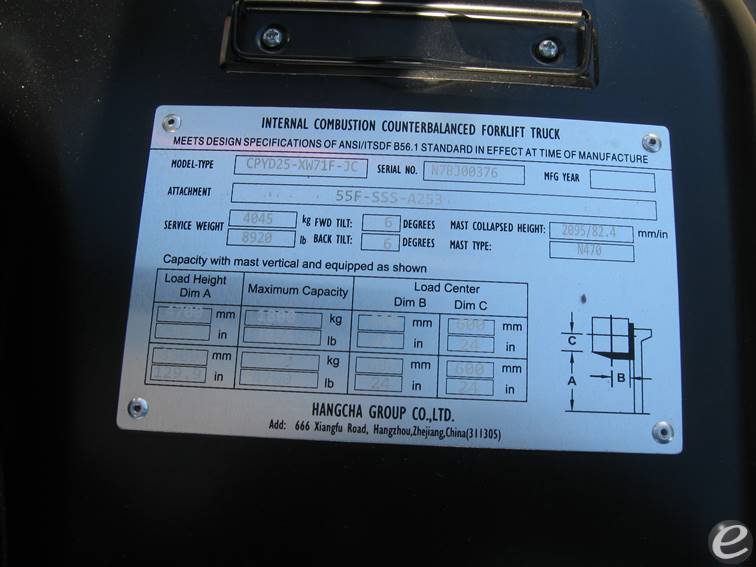 INTERNAL COMBUSTION COUNTERBALANCED FORKLIFT TRUCK
MEETS DESIGN SPECIFICATIONS OF ANSI/ITSDF B56.1 STANDARD IN EFFECT AT TIME OF MANUFACTURE
MODEL-TYPE CPYD25-XW71F-JC SERIAL NO. N7BJ00376 MFG YEAR
ATTACHMENT 55F-SSS-A253
SERVICE WEIGHT 4045 kg FWD TILT: 6 DEGREES MAST COLLAPSED HEIGHT: 2095/82.4 mm/in
8920 lb BACK TILT: 6 DEGREES MAST TYPE: N470
Capacity with mast vertical and equipped as shown
Load Height Dim A Maximum Capacity Load Center Dim B Dim C
mm kg mm 600 mm
in lb in 24 in
mm kg mm 600 mm
in lb 24 in 24 in
C
A
B
HANGCHA GROUP CO.,LTD.
Add: 666 Xiangfu Road, Hangzhou,Zhejiang,China(311305)
e